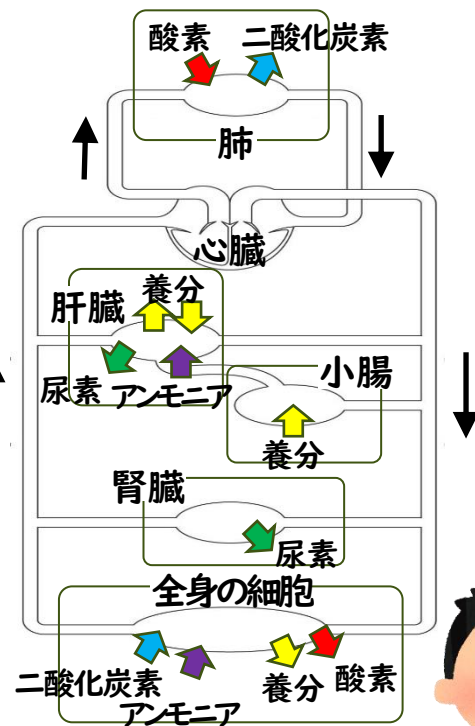 酸素 二酸化炭素
肺
心臓
養分
肝臓
尿素 アンモニア
小腸
養分
腎臓
尿素
全身の細胞
二酸化炭素
アンモニア
養分 酸素